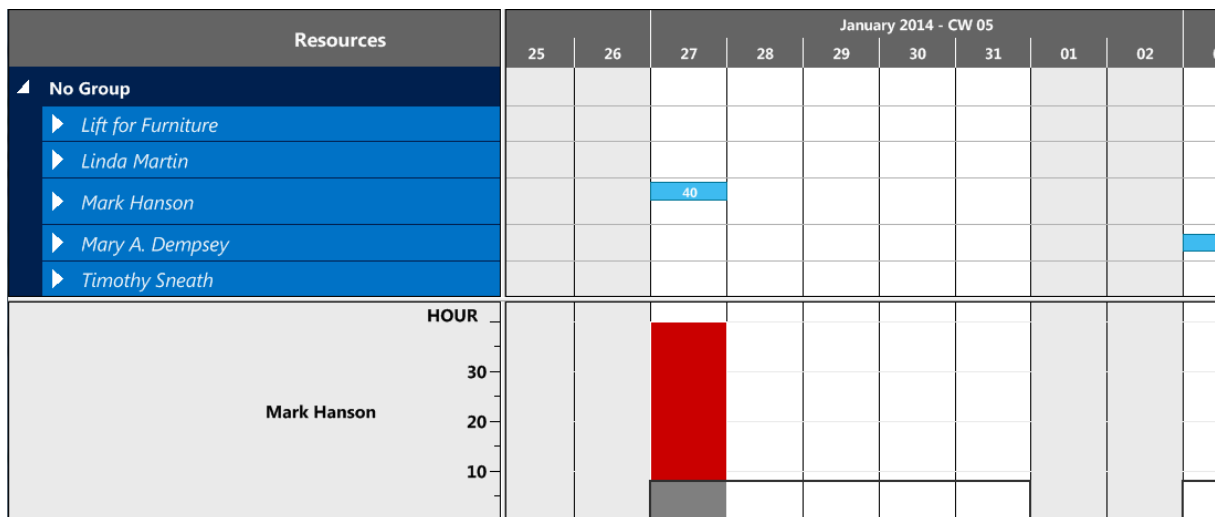 Resources
January 2014 - CW 05
25 26 27 28 29 30 31 01 02
No Group
Lift for Furniture
Linda Martin
Mark Hanson
40
Mary A. Dempsey
Timothy Sneath
HOUR
30
Mark Hanson
20
10